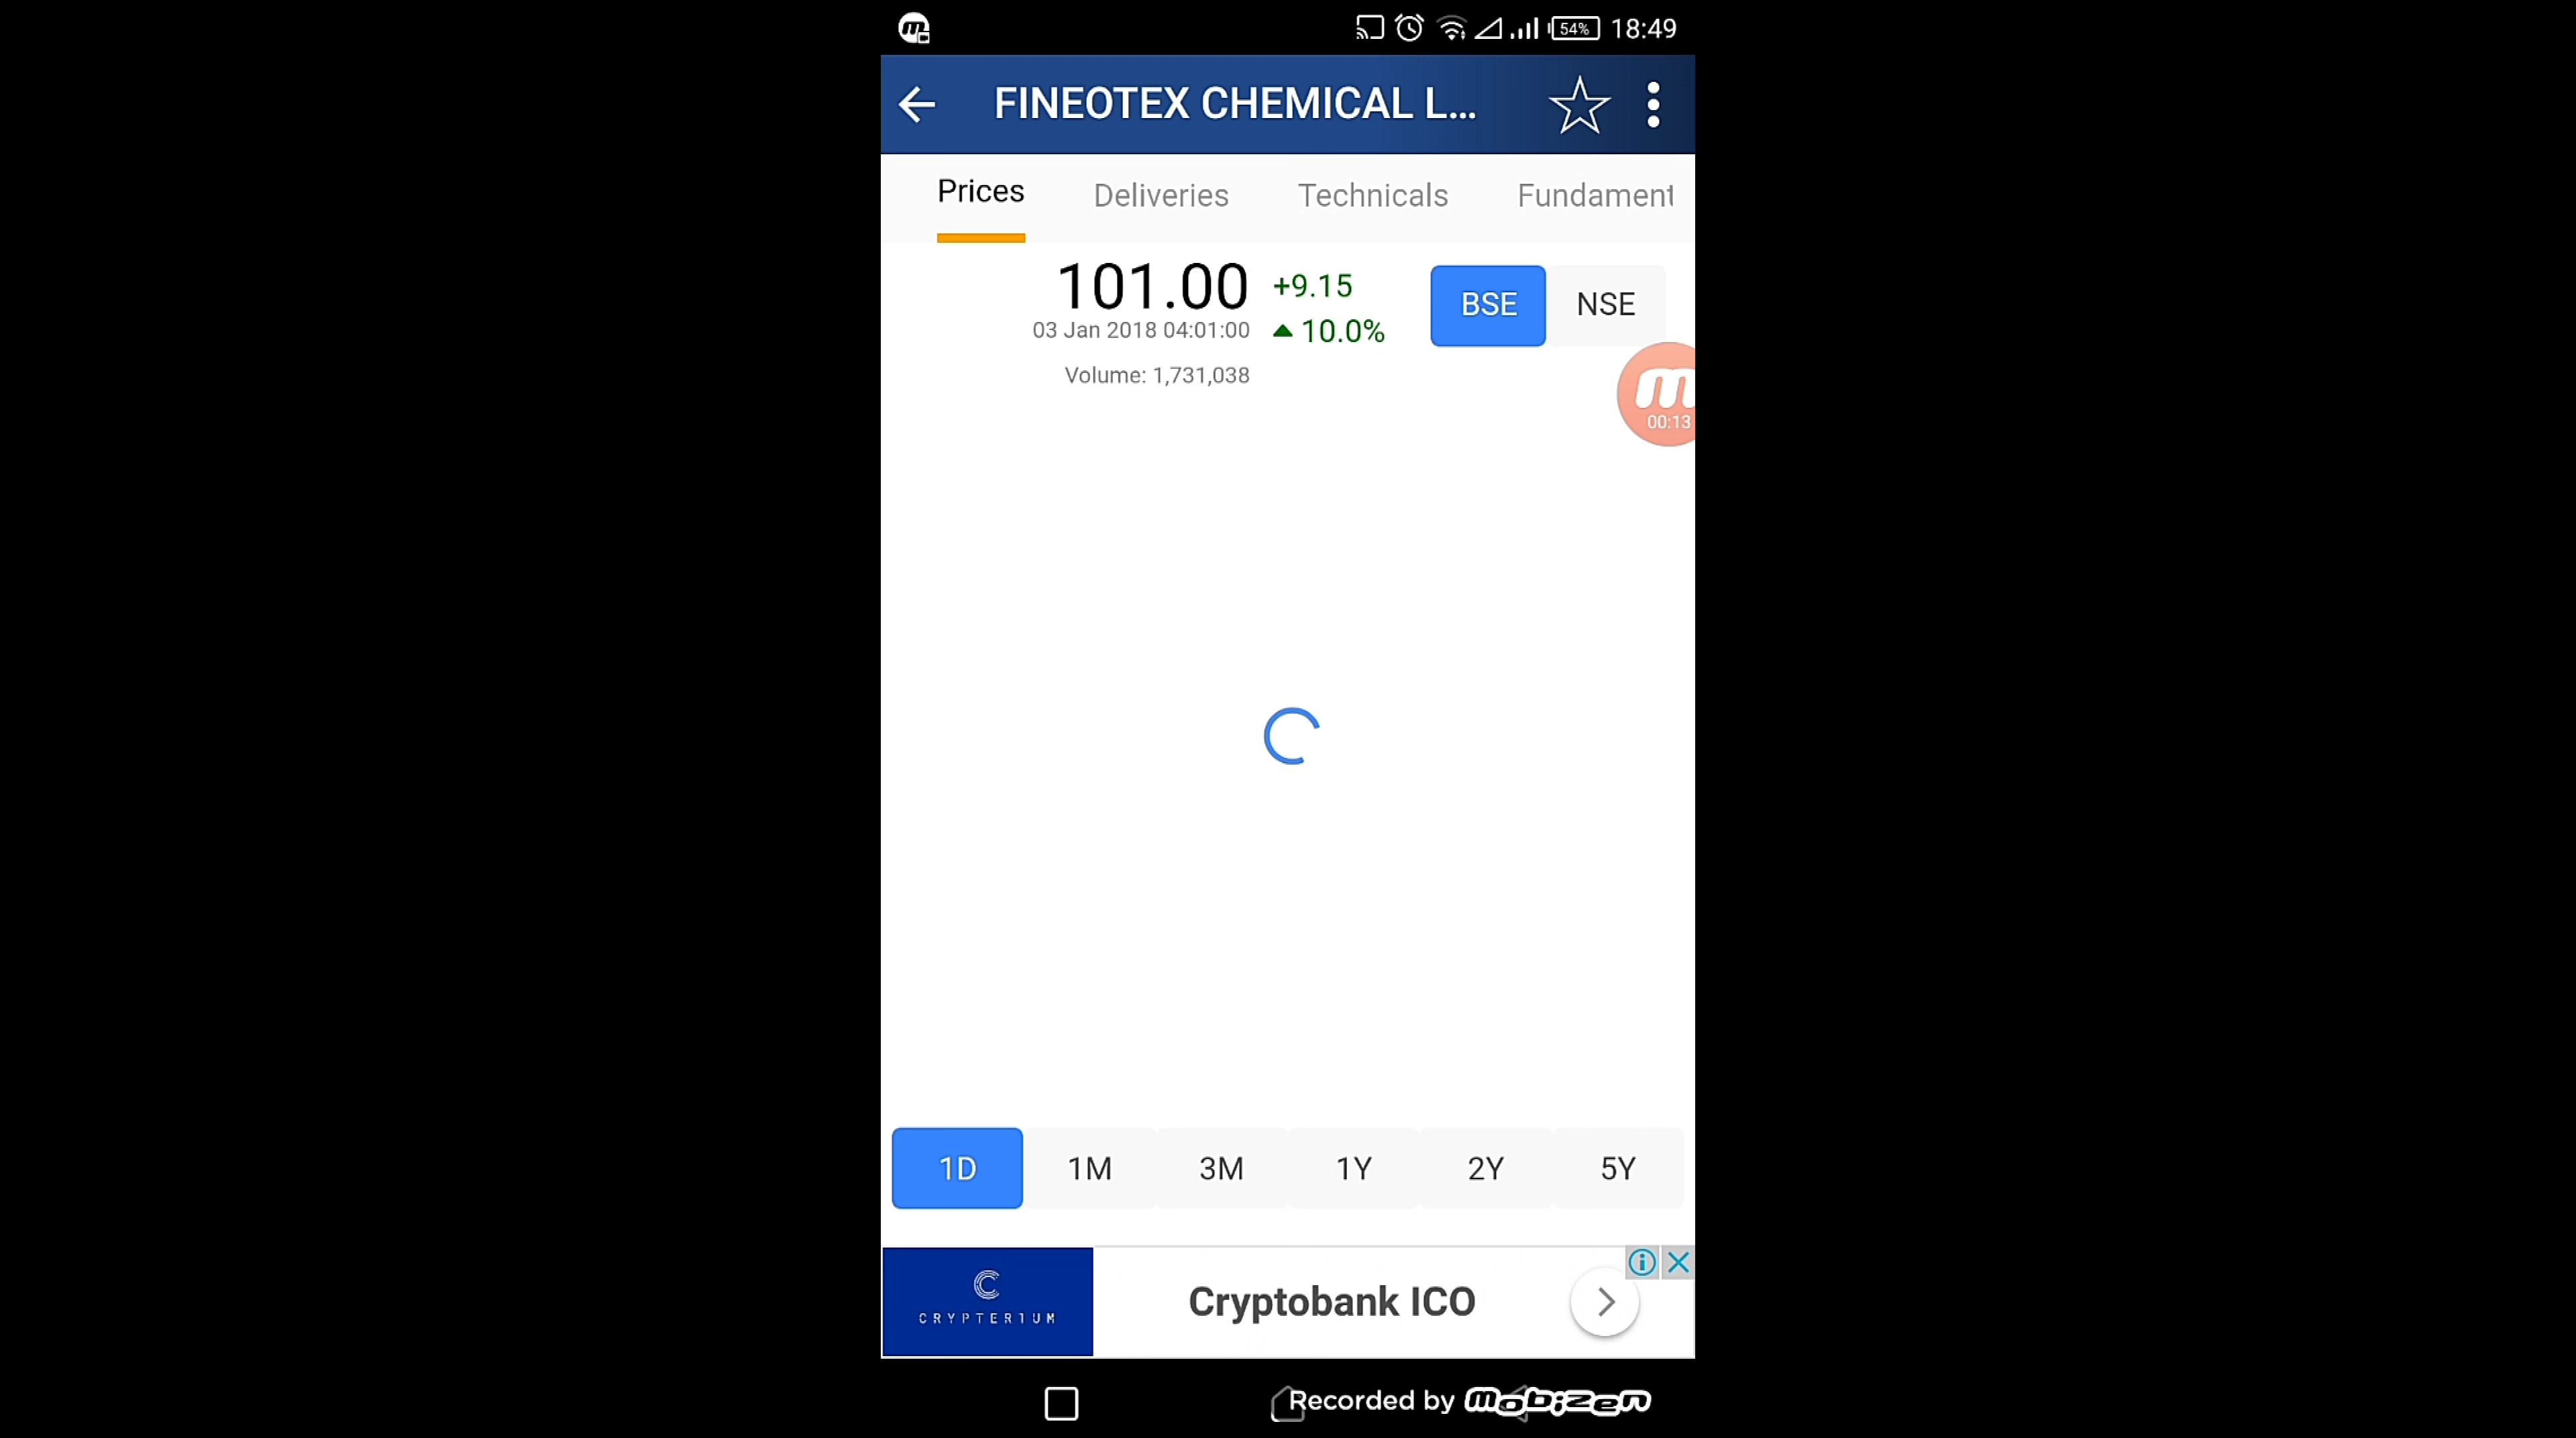 54% 18:49
FINEOTEX CHEMICAL L...
Prices Deliveries Technicals Fundament
101.00 +9.15
03 Jan 2018 04:01:00 10.0%
Volume: 1,731,038
BSE NSE
m
00:13
1D 1M 3M 1Y 2Y 5Y
CRYPTER1UM
Cryptobank ICO
Recorded by mobizen